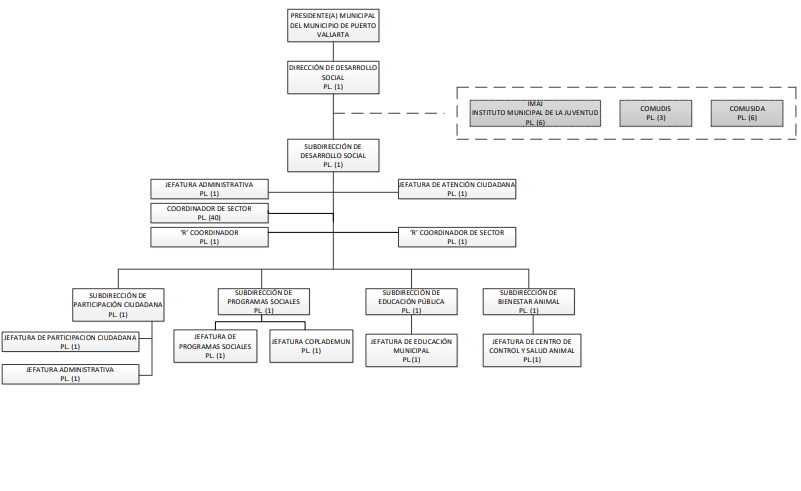 PRESIDENTE(A) MUNICIPAL
DEL MUNICIPIO DE PUERTO
VALLARTA
DIRECCIÓN DE DESARROLLO
SOCIAL
PL. (1)
IMAJ
INSTITUTO MUNICIPAL DE LA JUVENTUD
PL. (6)
COMUDIS
PL. (3)
COMUSIDA
PL. (6)
SUBDIRECCIÓN DE
DESARROLLO SOCIAL
PL. (1)
JEFATURA ADMINISTRATIVA
PL. (1)
JEFATURA DE ATENCIÓN CIUDADANA
PL. (1)
COORDINADOR DE SECTOR
PL. (40)
'R' COORDINADOR
PL. (1)
'R' COORDINADOR DE SECTOR
PL. (1)
SUBDIRECCIÓN DE
PARTICIPACIÓN CIUDADANA
PL. (1)
SUBDIRECCIÓN DE
PROGRAMAS SOCIALES
PL. (1)
SUBDIRECCIÓN DE
EDUCACIÓN PÚBLICA
PL. (1)
SUBDIRECCIÓN DE
BIENESTAR ANIMAL
PL. (1)
JEFATURA DE PARTICIPACION CIUDADANA
PL. (1)
JEFATURA ADMINISTRATIVA
PL. (1)
JEFATURA DE
PROGRAMAS SOCIALES
PL. (1)
JEFATURA COPLADEMUN
PL. (1)
JEFATURA DE EDUCACIÓN
MUNICIPAL
PL.(1)
JEFATURA DE CENTRO DE
CONTROL Y SALUD ANIMAL
PL.(1)